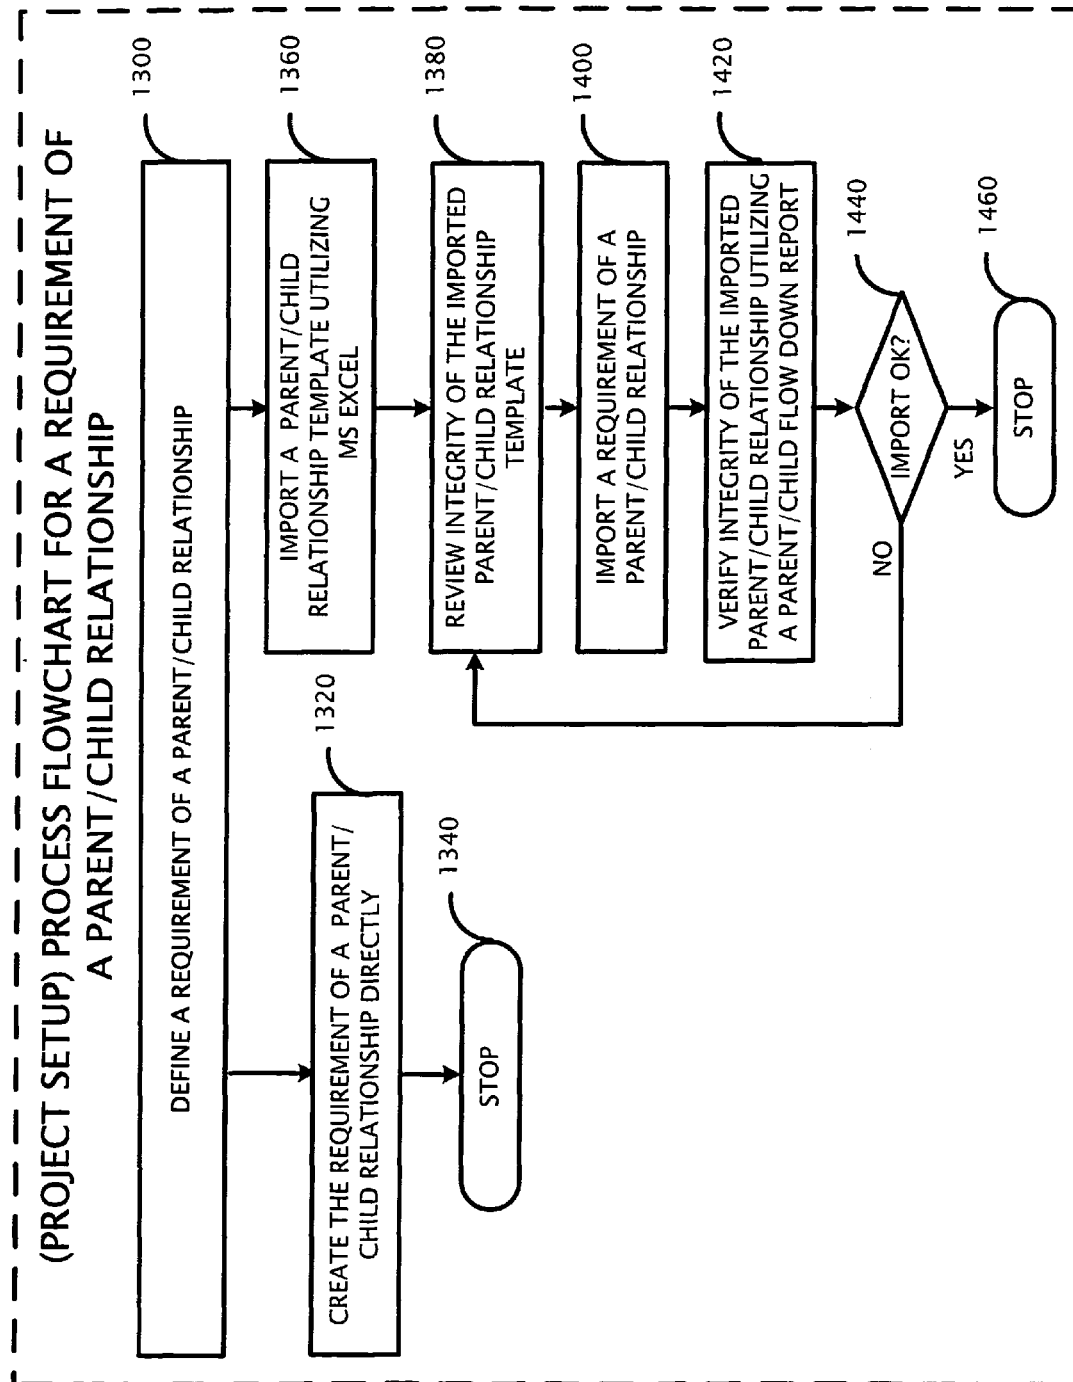 (PROJECT SETUP) PROCESS FLOWCHART FOR A REQUIREMENT OF
A PARENT/CHILD RELATIONSHIP
1300
DEFINE A REQUIREMENT OF A PARENT/CHILD RELATIONSHIP
1320
CREATE THE REQUIREMENT OF A PARENT/
CHILD RELATIONSHIP DIRECTLY
1340
STOP
1360
IMPORT A PARENT/CHILD
RELATIONSHIP TEMPLATE UTILIZING
MS EXCEL
1380
REVIEW INTEGRITY OF THE IMPORTED
PARENT/CHILD RELATIONSHIP
TEMPLATE
1400
IMPORT A REQUIREMENT OF A
PARENT/CHILD RELATIONSHIP
1420
VERIFY INTEGRITY OF THE IMPORTED
PARENT/CHILD RELATIONSHIP UTILIZING
A PARENT/CHILD FLOW DOWN REPORT
1440
IMPORT OK?
NO
YES
1460
STOP